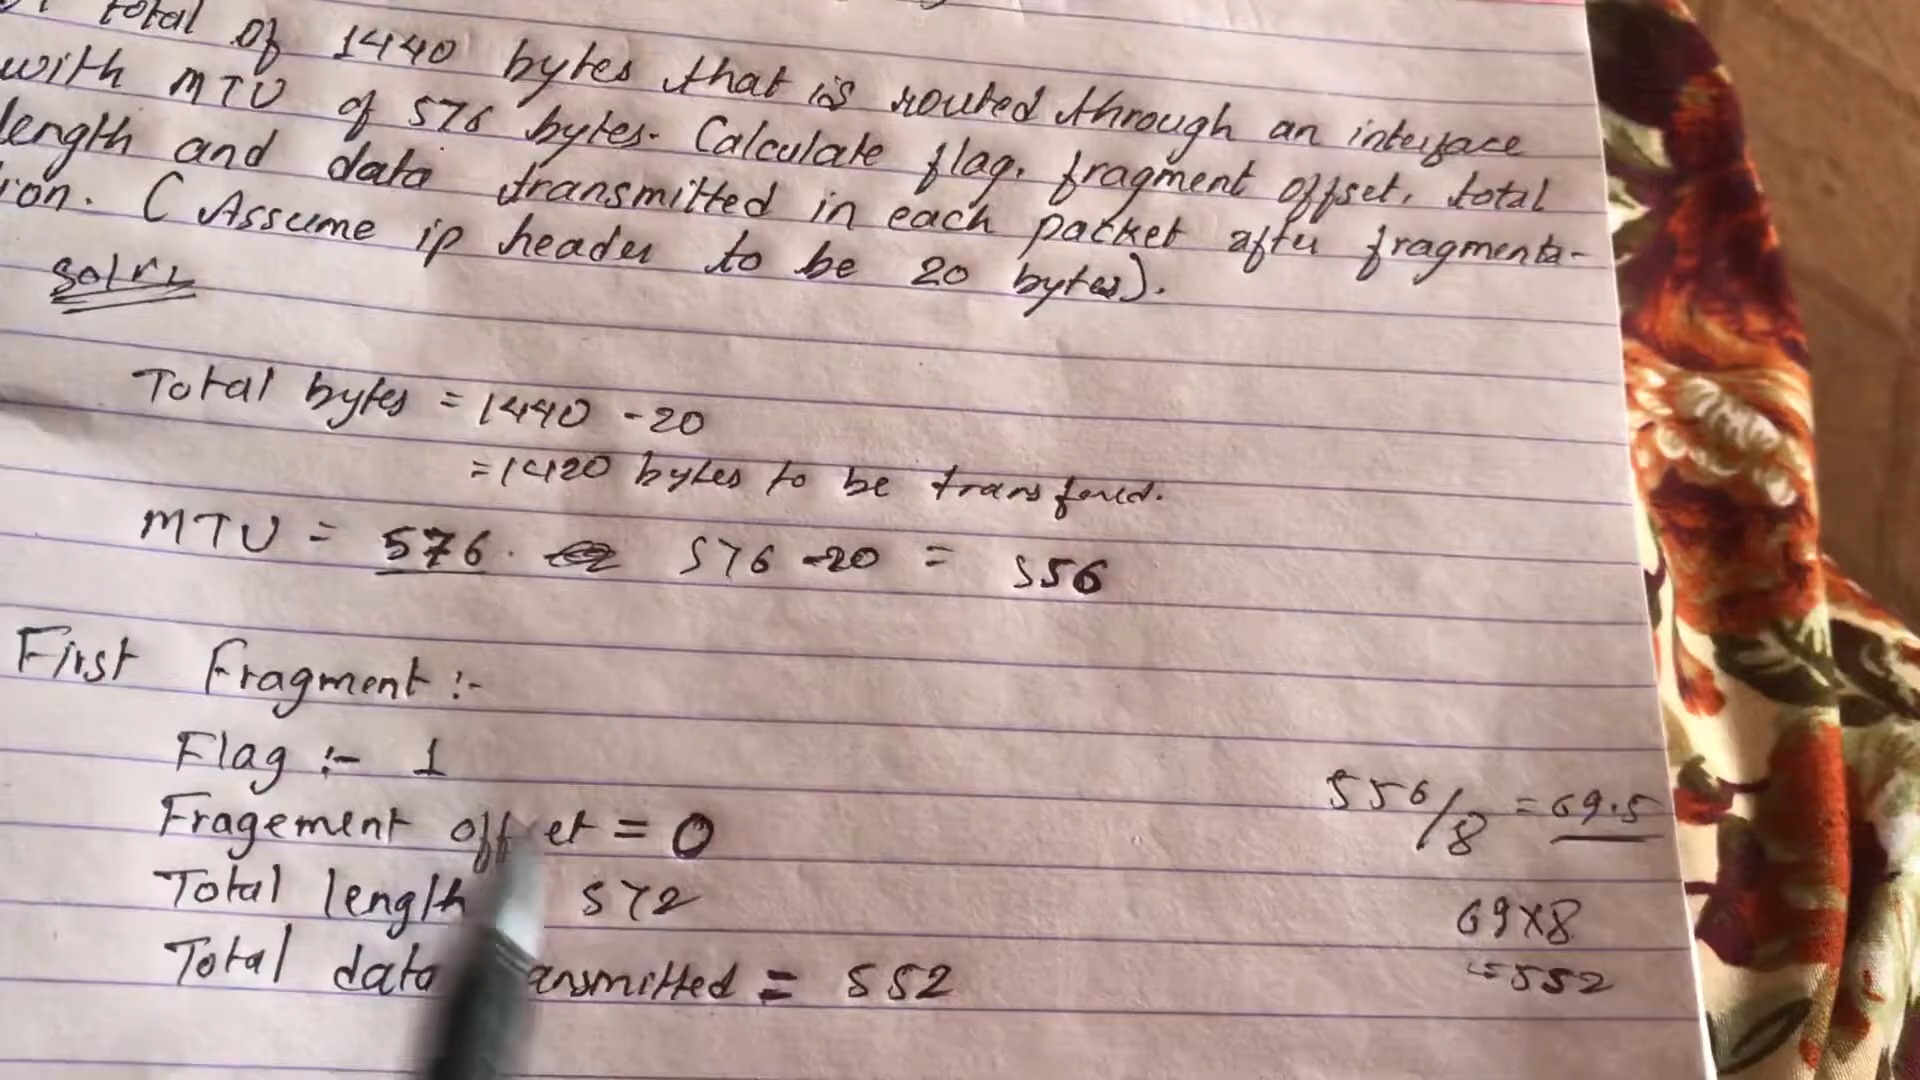 total of 1440 bytes that is routed through an interface
with MTU of 576 bytes. Calculate flag, fragment offset, total
length and data transmitted in each packet after fragmenta-
ion. (Assume ip header to be 20 bytes).
soln
Total bytes = 1440 - 20
= 1420 bytes to be transfered.
MTU = 576. 576 - 20 = 556
First Fragment :-
Flag :- 1
Fragement off et = 0
556/8 = 69.5
Total length 572
69x8
Total data ansmitted = 552
=552